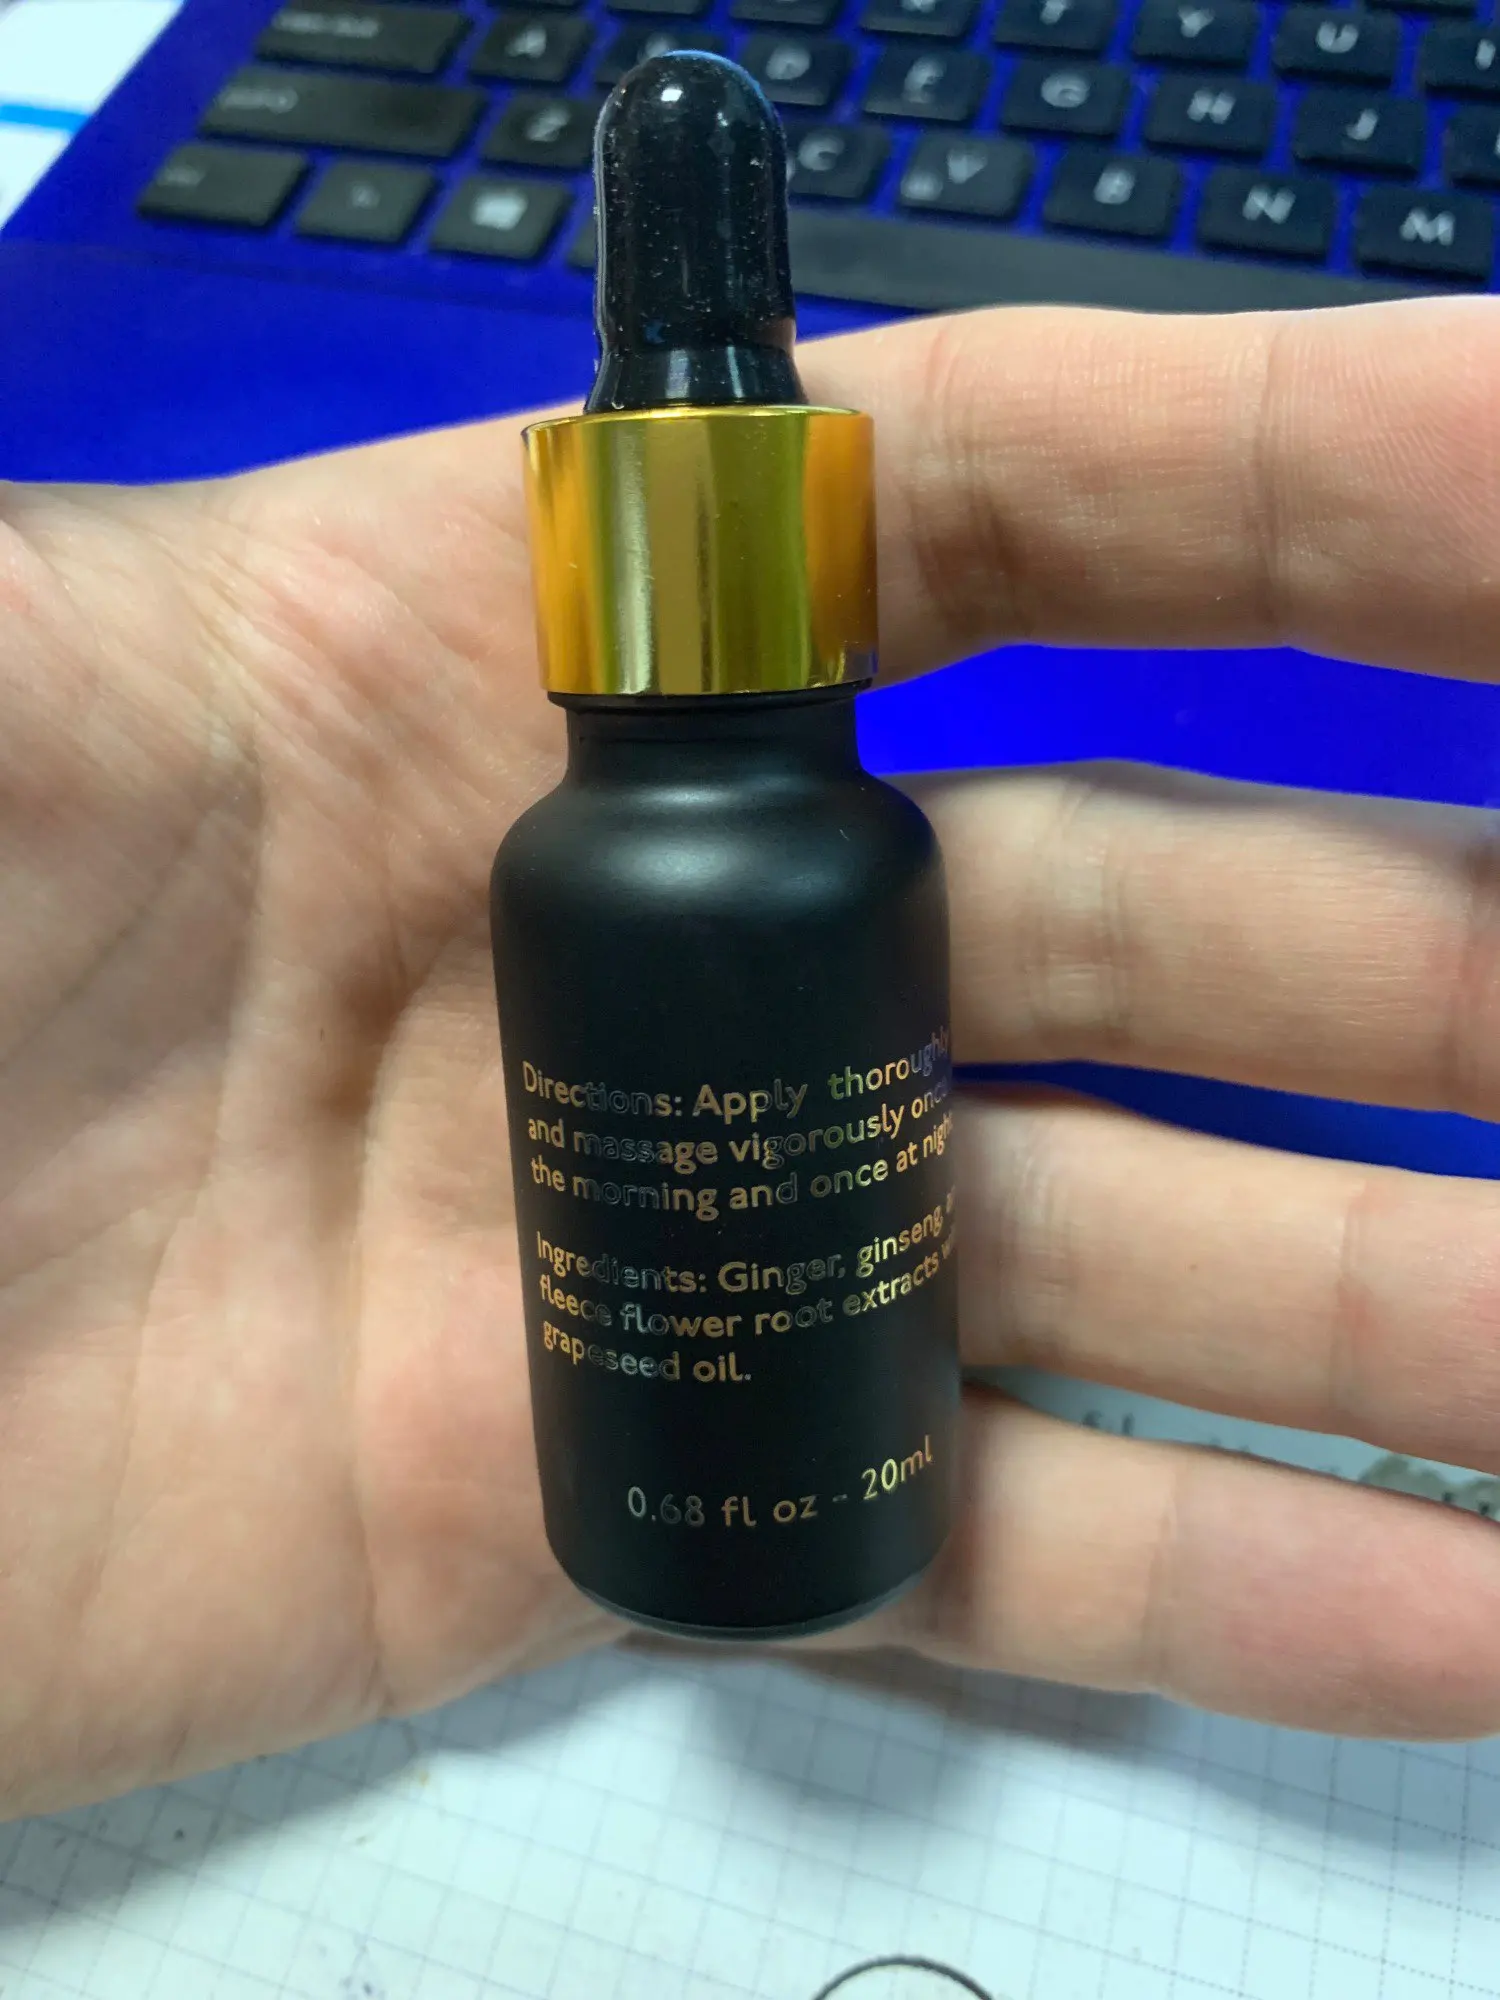 A D E T Y U
Z C V G H J
B N M
Directions: Apply thoroughly
and massage vigorously once
the morning and once at night
Ingredients: Ginger, ginseng,
fleece flower root extracts
grapeseed oil.
0.68 fl oz - 20ml